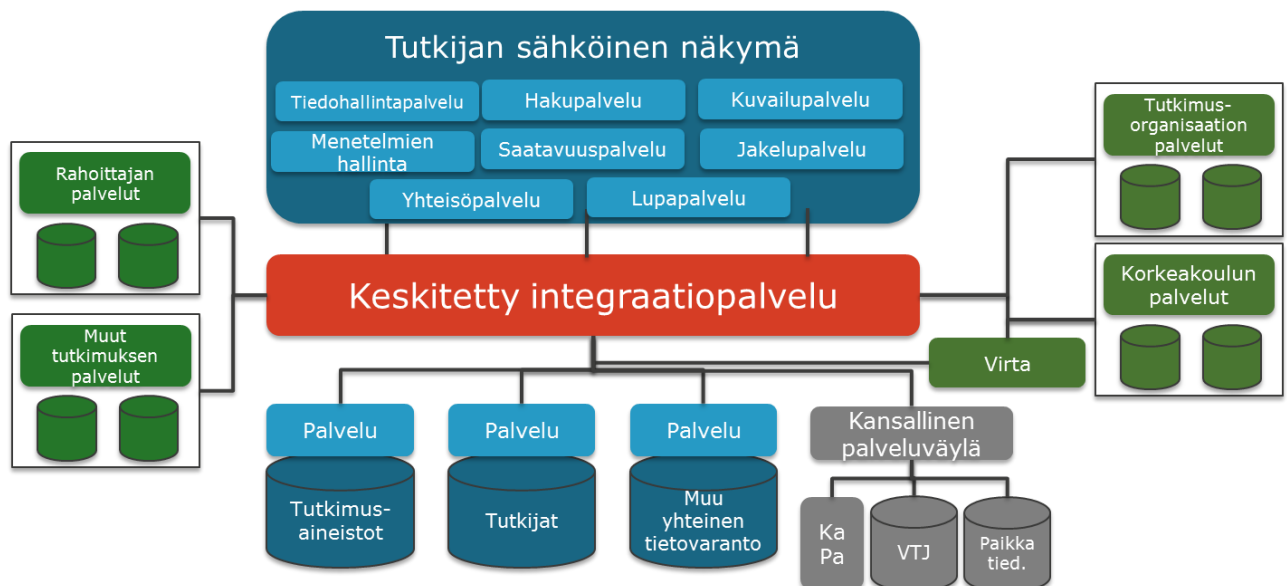 Tutkijan sähköinen näkymä
Tiedohallintapalvelu
Hakupalvelu
Kuvailupalvelu
Menetelmien
hallinta
Saatavuuspalvelu
Jakelupalvelu
Yhteisöpalvelu
Lupapalvelu
Rahoittajan
palvelut
Muut
tutkimuksen
palvelut
Keskitetty integraatiopalvelu
Tutkimus-
organisaation
palvelut
Korkeakoulun
palvelut
Virta
Palvelu
Tutkimus-
aineistot
Palvelu
Tutkijat
Palvelu
Muu
yhteinen
tietovaranto
Kansallinen
palveluväylä
Ka
Pa
VTJ
Paikka
tied.